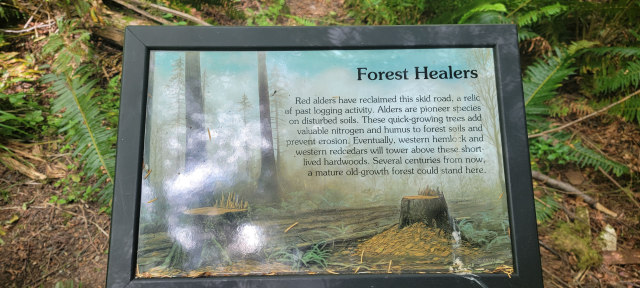 Forest Healers
Red alders have reclaimed this skid road, a relic
of past logging activity. Alders are pioneer species
on disturbed soils. These quick-growing trees add
valuable nitrogen and humus to forest soils and
prevent erosion. Eventually, western hemlock and
western redcedars will tower above these short-
lived hardwoods. Several centuries from now,
a mature old-growth forest could stand here.